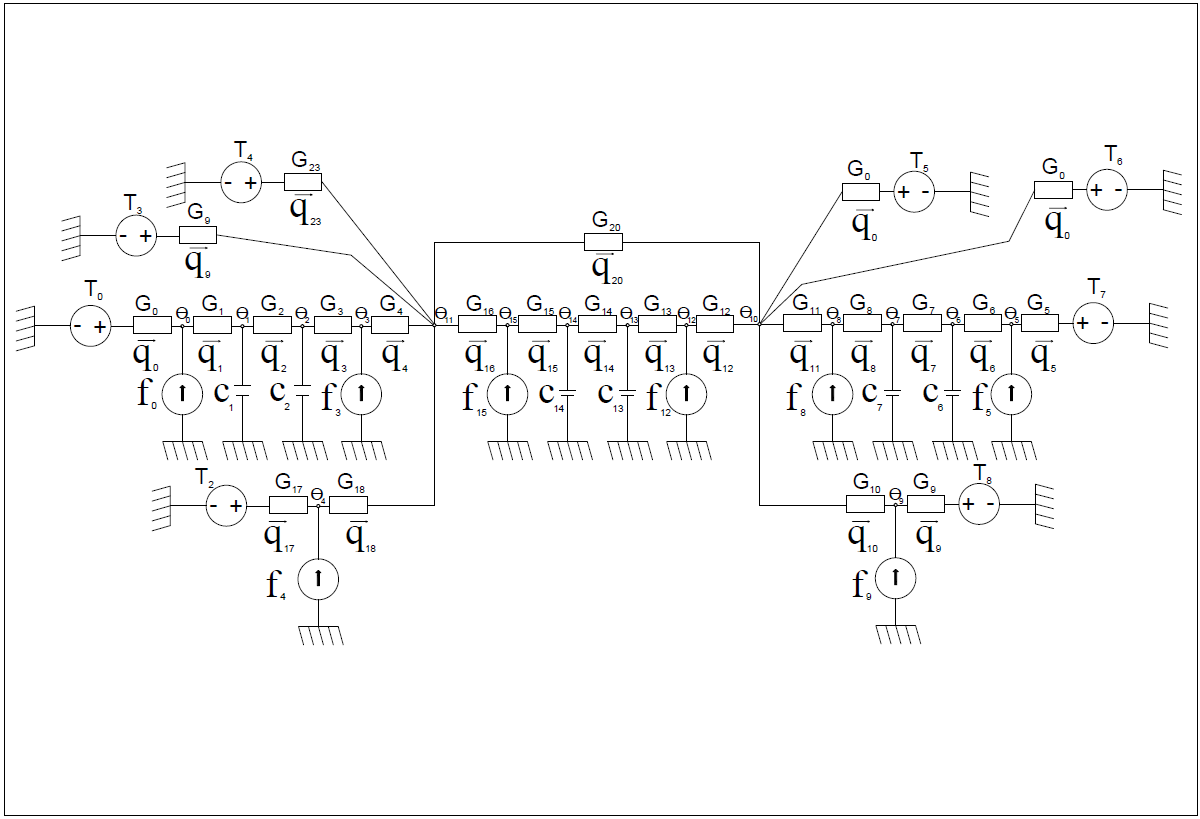 T4 G23 T5 G0 T6 G0
- + + - + -
q23 q0 q0
T3 G9 G20
- +
q9 q20
T0 G0 θ0 G1 θ1 G2 θ2 G3 θ3 G4 θ11 G16 θ15 G15 θ14 G14 θ13 G13 θ12 G12 θ10 G11 θ8 G8 θ7 G7 θ6 G6 θ5 G5 T7
- + + -
q0 q1 q2 q3 q4 q16 q15 q14 q13 q12 q11 q8 q7 q6 q5
f0 c1 c2 f3 f15 c14 c13 f12 f8 c7 c6 f5
T2 G17 θ4 G18 G10 θ9 G9 T8
- + + -
q17 q18 q10 q9
f4 f9